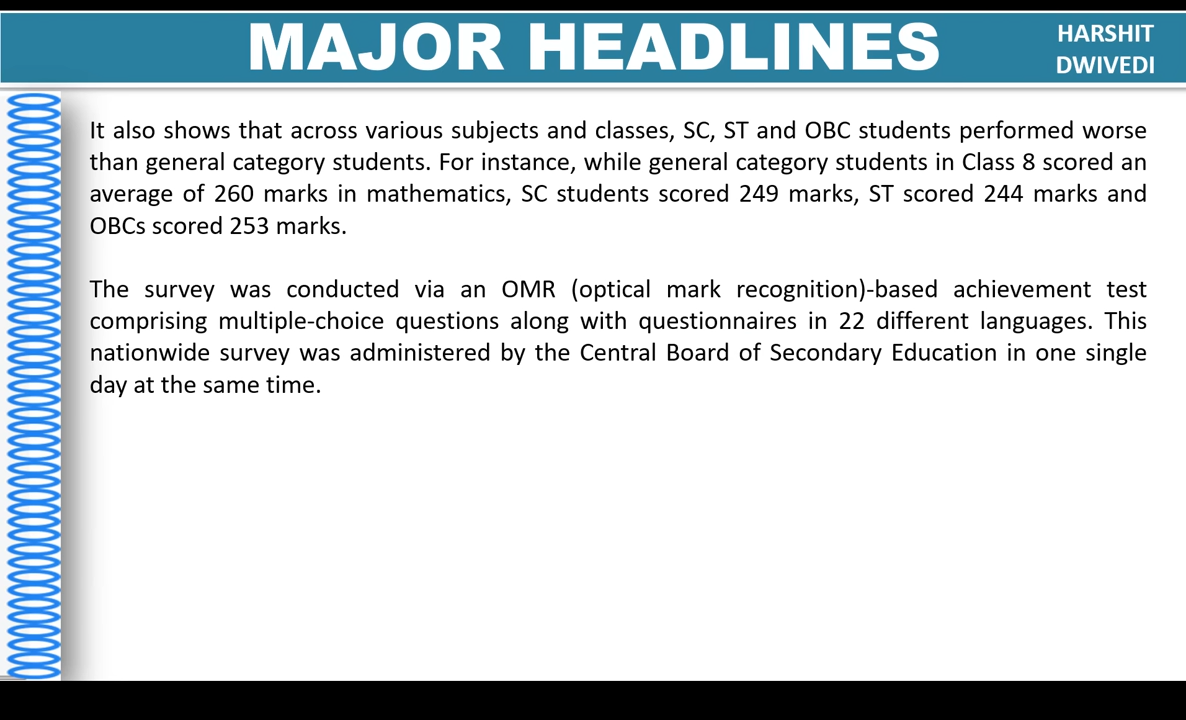 MAJOR HEADLINES
HARSHIT
DWIVEDI
It also shows that across various subjects and classes, SC, ST and OBC students performed worse
than general category students. For instance, while general category students in Class 8 scored an
average of 260 marks in mathematics, SC students scored 249 marks, ST scored 244 marks and
OBCs scored 253 marks.
The survey was conducted via an OMR (optical mark recognition)-based achievement test
comprising multiple-choice questions along with questionnaires in 22 different languages. This
nationwide survey was administered by the Central Board of Secondary Education in one single
day at the same time.